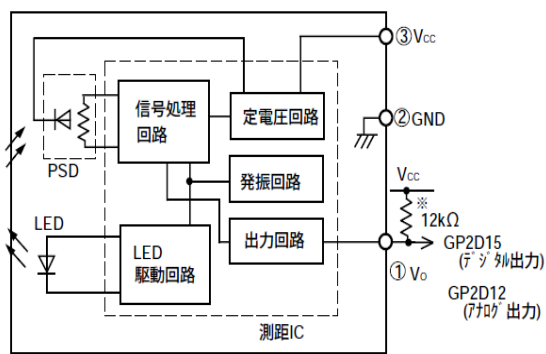 ③Vcc
信号処理
回路
定電圧回路
②GND
PSD
発振回路
Vcc
※
12kΩ
LED
出力回路
GP2D15
(ﾃﾞｼﾞﾀﾙ出力)
LED
駆動回路
① Vo
GP2D12
(ｱﾅﾛｸﾞ出力)
測距IC